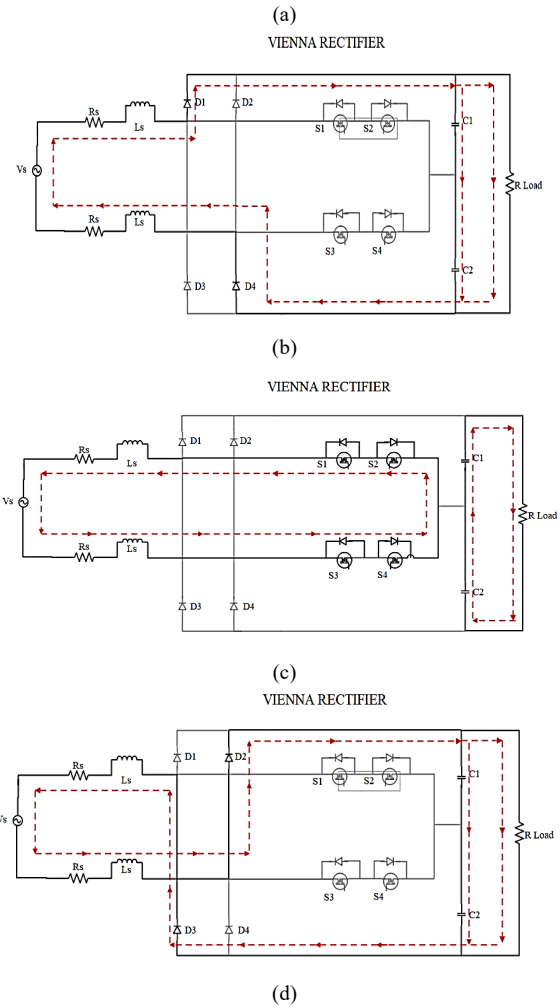 (a)
VIENNA RECTIFIER
D1
D2
Rs
Ls
S1
S2
C1
Vs
R Load
Rs
Ls
S3
S4
C2
D3
D4
(b)
VIENNA RECTIFIER
D1
D2
Rs
Ls
S1
S2
C1
Vs
R Load
Rs
Ls
S3
S4
C2
D3
D4
(c)
VIENNA RECTIFIER
D1
D2
Rs
Ls
S1
S2
C1
Vs
R Load
Rs
Ls
S3
S4
C2
D3
D4
(d)